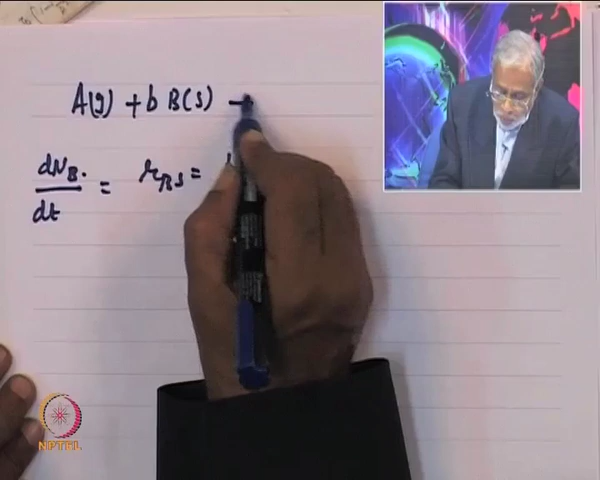 A(g) + b B(s) →
dN_B / dt = r_BS =
NPTEL